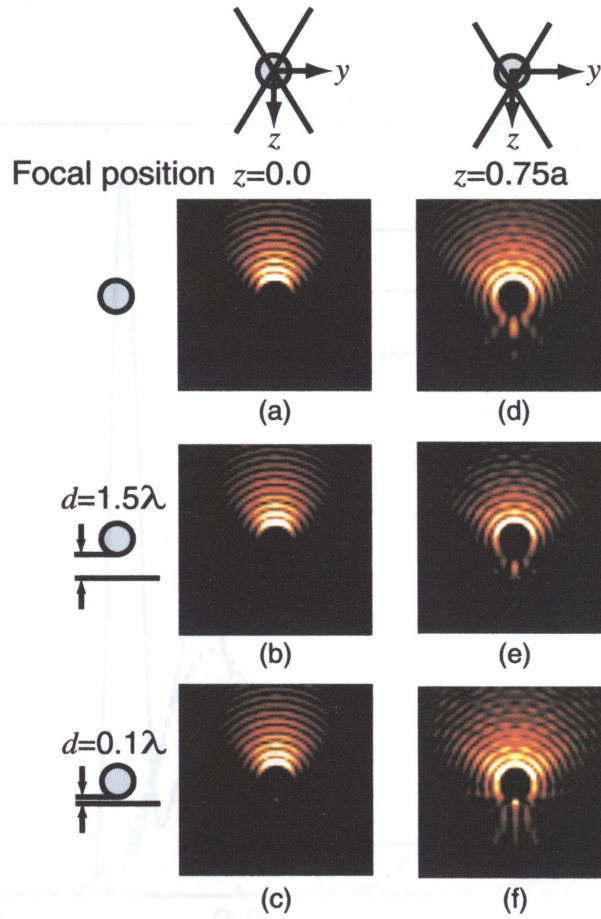 y
y
z
z
Focal position z=0.0
z=0.75a
(a)
(d)
d=1.5λ
(b)
(e)
d=0.1λ
(c)
(f)